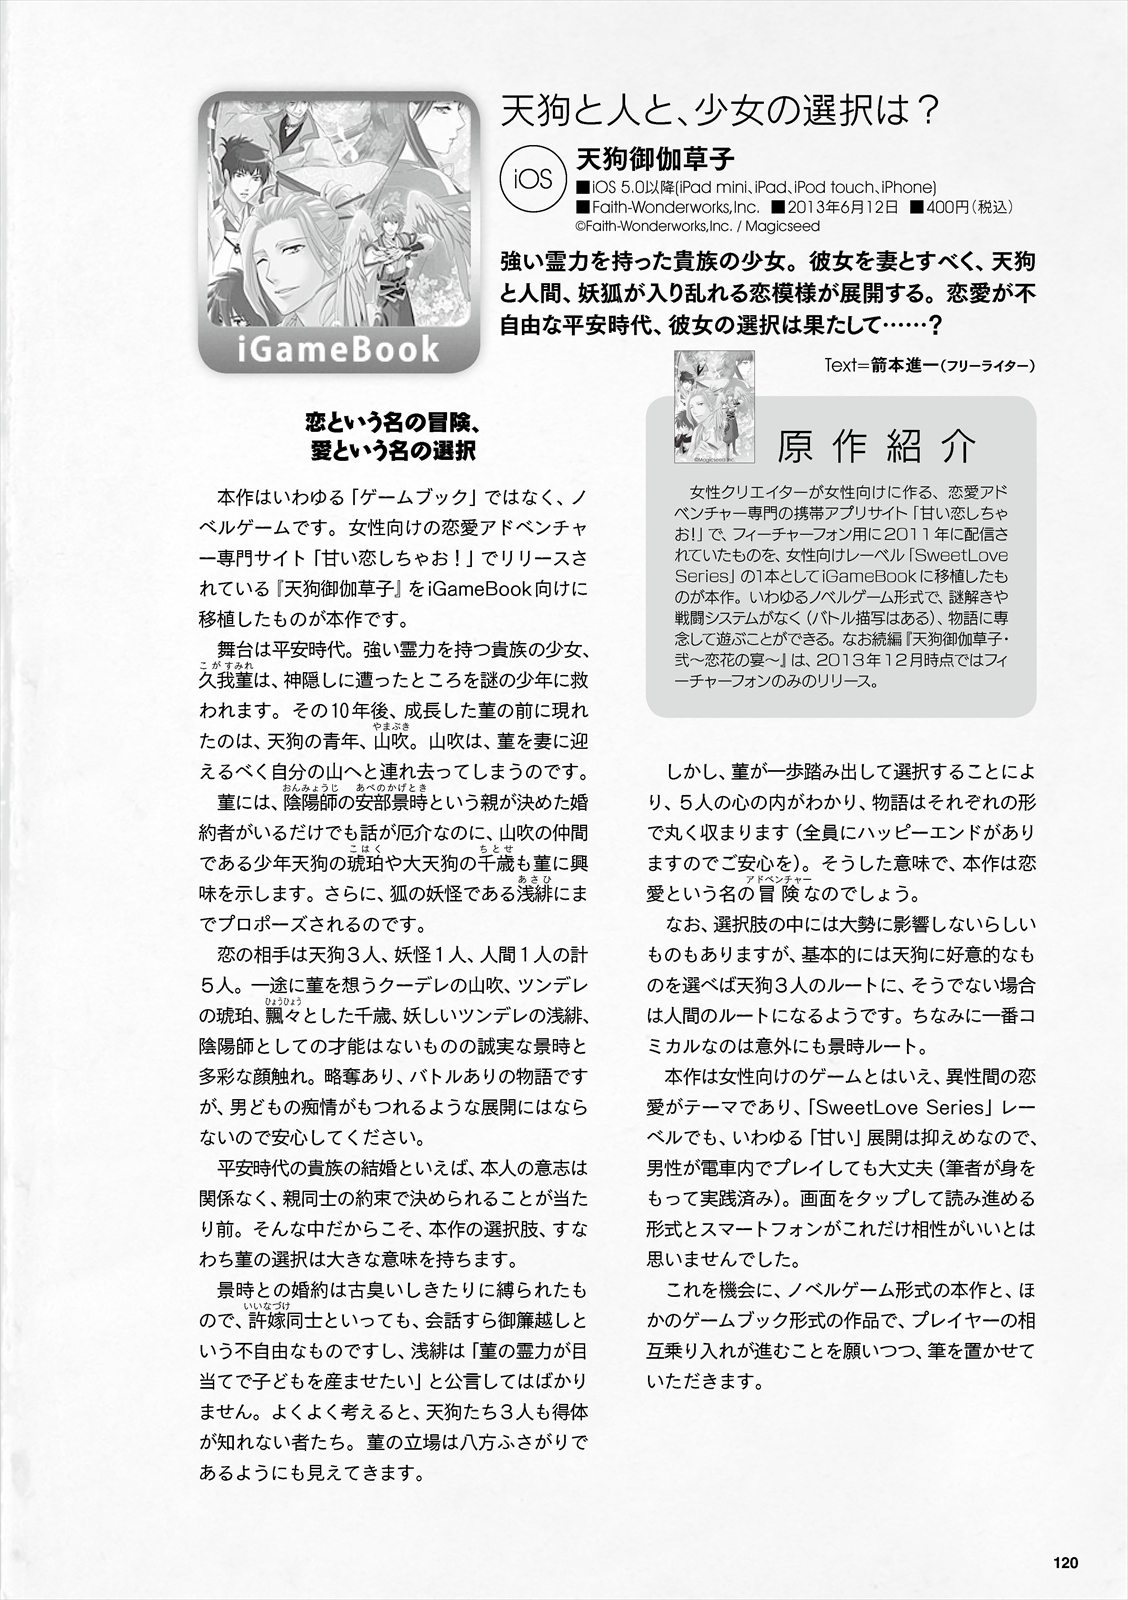 天狗と人と、少女の選択は？
iOS
天狗御伽草子
■iOS 5.0以降(iPad mini、iPad、iPod touch、iPhone)
■Faith-Wonderworks,Inc. ■2013年6月12日 ■400円（税込）
©Faith-Wonderworks,Inc. / Magicseed
強い霊力を持った貴族の少女。彼女を妻とすべく、天狗
と人間、妖狐が入り乱れる恋模様が展開する。恋愛が不
自由な平安時代、彼女の選択は果たして……？
iGameBook
Text=箭本進一（フリーライター）
恋という名の冒険、
愛という名の選択
本作はいわゆる「ゲームブック」ではなく、ノ
ベルゲームです。女性向けの恋愛アドベンチャ
ー専門サイト「甘い恋しちゃお！」でリリースさ
れている『天狗御伽草子』をiGameBook向けに
移植したものが本作です。
舞台は平安時代。強い霊力を持つ貴族の少女、
こがすみれ
久我菫は、神隠しに遭ったところを謎の少年に救
われます。その10年後、成長した菫の前に現れ
やまぶき
たのは、天狗の青年、山吹。山吹は、菫を妻に迎
えるべく自分の山へと連れ去ってしまうのです。
おんみょうじ あべのかげとき
菫には、陰陽師の安部景時という親が決めた婚
約者がいるだけでも話が厄介なのに、山吹の仲間
こはく ちとせ
である少年天狗の琥珀や大天狗の千歳も菫に興
あさひ
味を示します。さらに、狐の妖怪である浅緋にま
でプロポーズされるのです。
恋の相手は天狗３人、妖怪１人、人間１人の計
５人。一途に菫を想うクーデレの山吹、ツンデレ
ひょうひょう
の琥珀、飄々とした千歳、妖しいツンデレの浅緋、
陰陽師としての才能はないものの誠実な景時と
多彩な顔触れ。略奪あり、バトルありの物語です
が、男どもの痴情がもつれるような展開にはなら
ないので安心してください。
平安時代の貴族の結婚といえば、本人の意志は
関係なく、親同士の約束で決められることが当た
り前。そんな中だからこそ、本作の選択肢、すな
わち菫の選択は大きな意味を持ちます。
景時との婚約は古臭いしきたりに縛られたも
いいなづけ
ので、許嫁同士といっても、会話すら御簾越しと
いう不自由なものですし、浅緋は「菫の霊力が目
当てで子どもを産ませたい」と公言してはばかり
ません。よくよく考えると、天狗たち３人も得体
が知れない者たち。菫の立場は八方ふさがりで
あるようにも見えてきます。
©Magicseed Inc.
原作紹介
女性クリエイターが女性向けに作る、恋愛アド
ベンチャー専門の携帯アプリサイト「甘い恋しちゃ
お！」で、フィーチャーフォン用に2011年に配信さ
れていたものを、女性向けレーベル「SweetLove
Series」の1本としてiGameBookに移植したも
のが本作。いわゆるノベルゲーム形式で、謎解きや
戦闘システムがなく（バトル描写はある）、物語に専
念して遊ぶことができる。なお続編『天狗御伽草子・
弐～恋花の宴～』は、2013年12月時点ではフィ
ーチャーフォンのみのリリース。
しかし、菫が一歩踏み出して選択することによ
り、５人の心の内がわかり、物語はそれぞれの形
で丸く収まります（全員にハッピーエンドがあり
ますのでご安心を）。そうした意味で、本作は恋
アドベンチャー
愛という名の冒険なのでしょう。
なお、選択肢の中には大勢に影響しないらしい
ものもありますが、基本的には天狗に好意的なも
のを選べば天狗３人のルートに、そうでない場合
は人間のルートになるようです。ちなみに一番コ
ミカルなのは意外にも景時ルート。
本作は女性向けのゲームとはいえ、異性間の恋
愛がテーマであり、「SweetLove Series」レー
ベルでも、いわゆる「甘い」展開は抑えめなので、
男性が電車内でプレイしても大丈夫（筆者が身を
もって実践済み）。画面をタップして読み進める
形式とスマートフォンがこれだけ相性がいいとは
思いませんでした。
これを機会に、ノベルゲーム形式の本作と、ほ
かのゲームブック形式の作品で、プレイヤーの相
互乗り入れが進むことを願いつつ、筆を置かせて
いただきます。
120